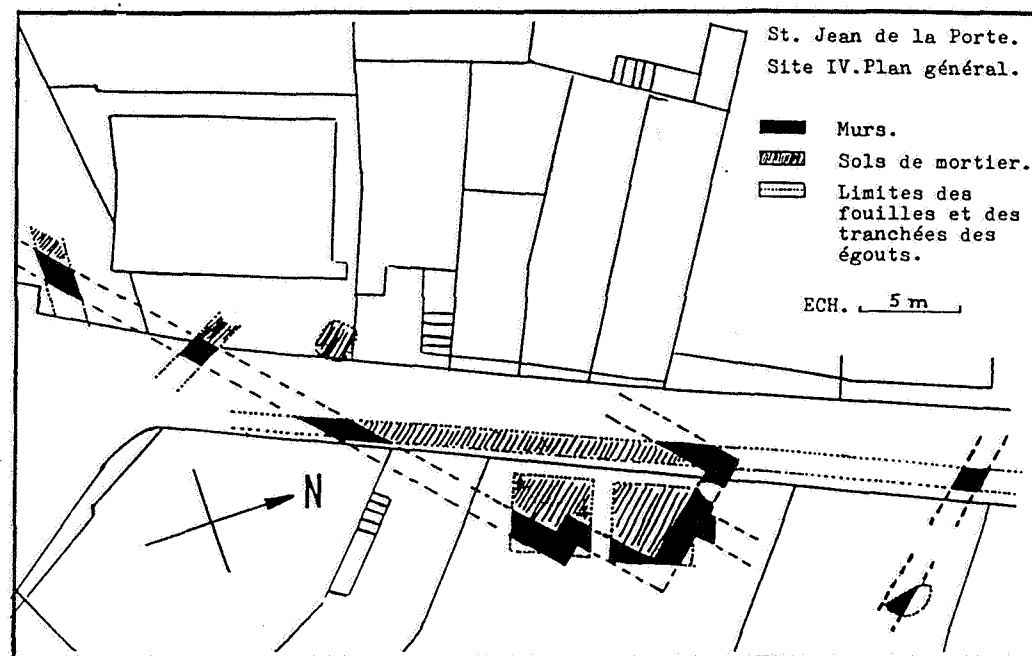 St. Jean de la Porte.
Site IV.Plan général.
Murs.
Sols de mortier.
Limites des
fouilles et des
tranchées des
égouts.
ECH. 5 m
N